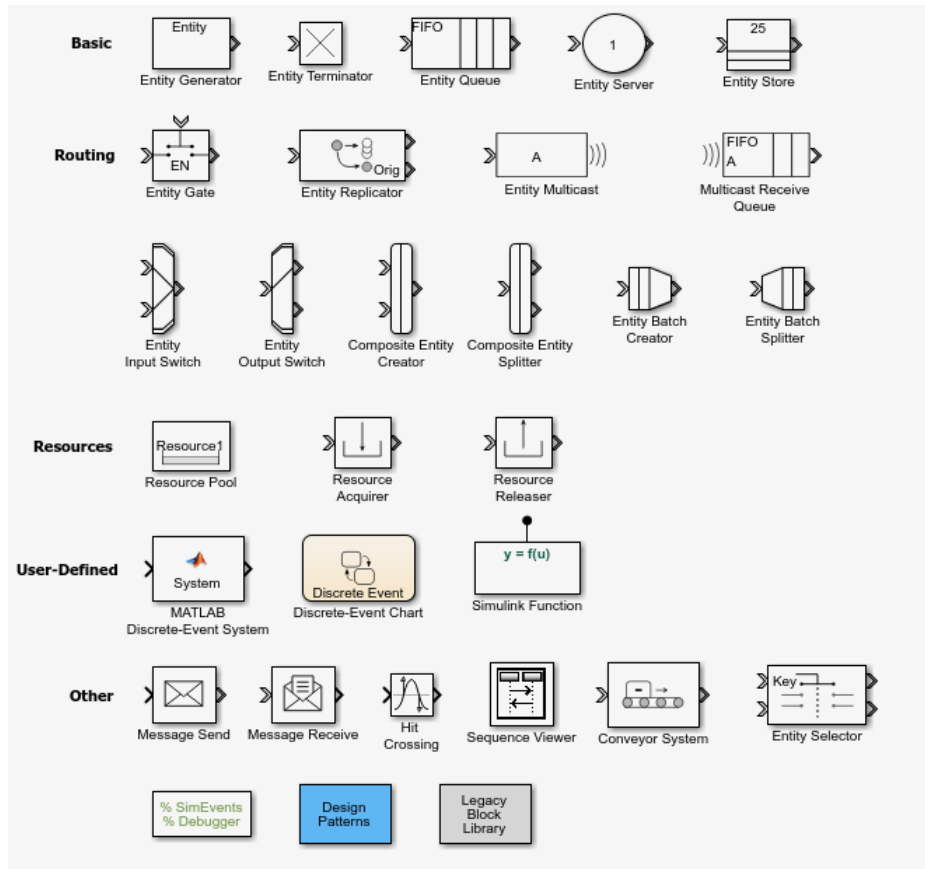 Basic
Entity
Entity Generator
Entity Terminator
FIFO
Entity Queue
1
Entity Server
25
Entity Store
Routing
EN
Entity Gate
Orig
Entity Replicator
A
Entity Multicast
FIFO
A
Multicast Receive
Queue
Entity
Input Switch
Entity
Output Switch
Composite Entity
Creator
Composite Entity
Splitter
Entity Batch
Creator
Entity Batch
Splitter
Resources
Resource1
Resource Pool
Resource
Acquirer
Resource
Releaser
User-Defined
System
MATLAB
Discrete-Event System
Discrete Event
Discrete-Event Chart
y = f(u)
Simulink Function
Other
Message Send
Message Receive
Hit
Crossing
Sequence Viewer
Conveyor System
Key
Entity Selector
% SimEvents
% Debugger
Design
Patterns
Legacy
Block
Library